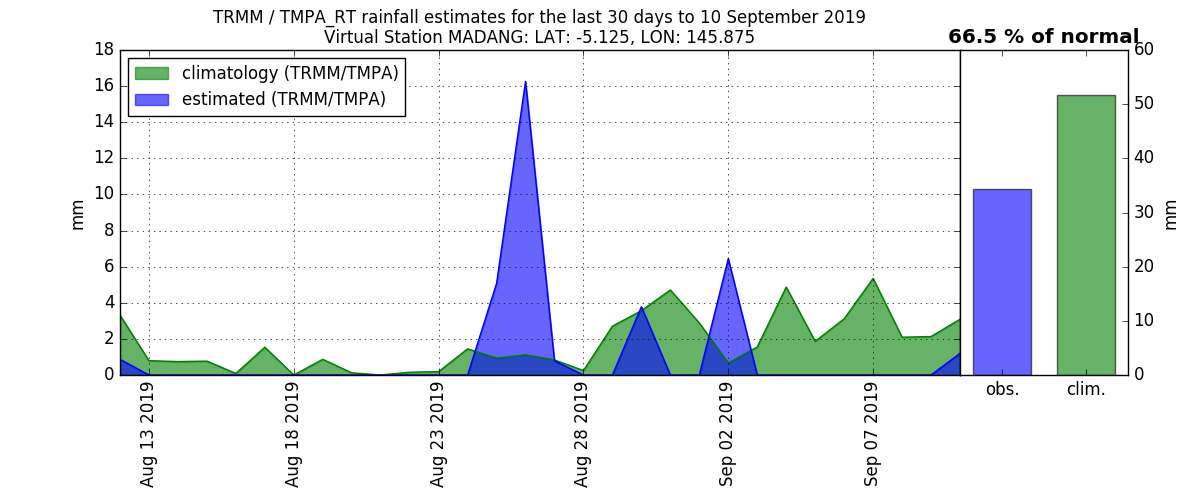 TRMM / TMPA_RT rainfall estimates for the last 30 days to 10 September 2019
Virtual Station MADANG: LAT: -5.125, LON: 145.875
66.5 % of normal
climatology (TRMM/TMPA)
estimated (TRMM/TMPA)
mm
18
16
14
12
10
8
6
4
2
0
Aug 13 2019
Aug 18 2019
Aug 23 2019
Aug 28 2019
Sep 02 2019
Sep 07 2019
60
50
40
30
20
10
0
mm
obs.
clim.